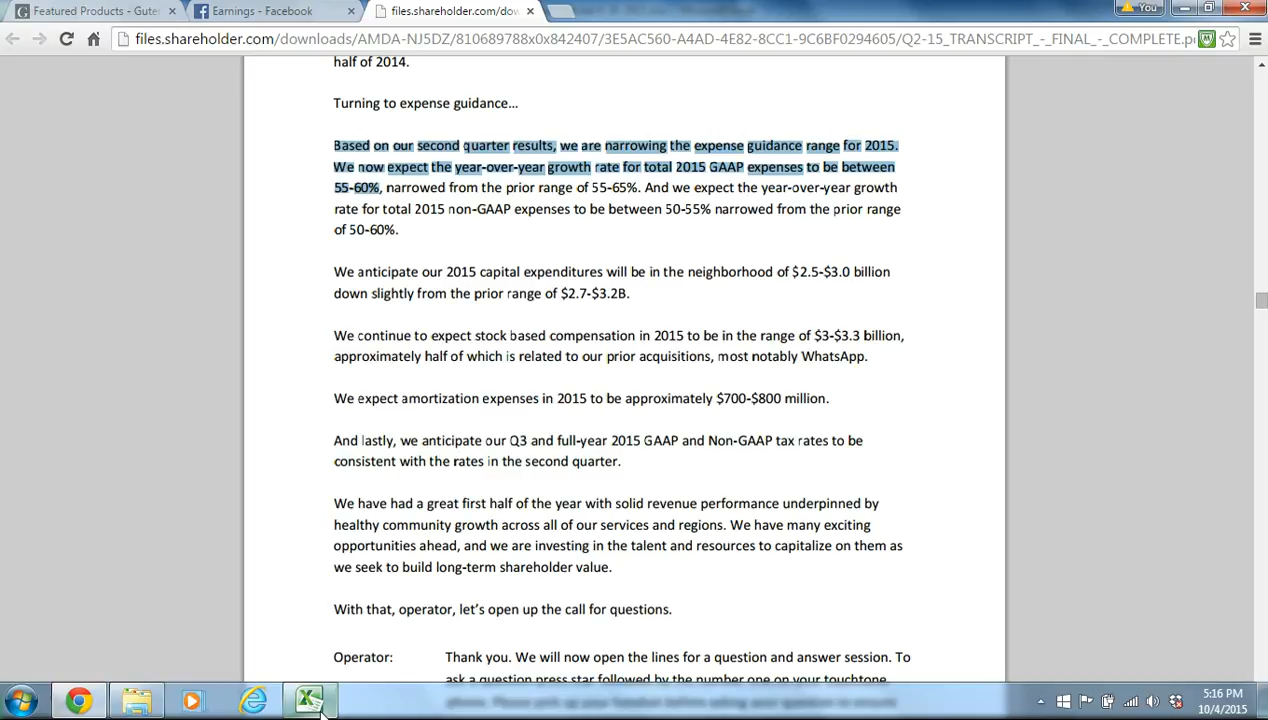 Featured Products - Guter
Earnings - Facebook
files.shareholder.com/dow
You
files.shareholder.com/downloads/AMDA-NJ5DZ/810689788x0x842407/3E5AC560-A4AD-4E82-8CC1-9C6BF0294605/Q2-15_TRANSCRIPT_-_FINAL_-_COMPLETE.p
half of 2014.
Turning to expense guidance…
Based on our second quarter results, we are narrowing the expense guidance range for 2015.
We now expect the year-over-year growth rate for total 2015 GAAP expenses to be between
55-60%, narrowed from the prior range of 55-65%. And we expect the year-over-year growth
rate for total 2015 non-GAAP expenses to be between 50-55% narrowed from the prior range
of 50-60%.
We anticipate our 2015 capital expenditures will be in the neighborhood of $2.5-$3.0 billion
down slightly from the prior range of $2.7-$3.2B.
We continue to expect stock based compensation in 2015 to be in the range of $3-$3.3 billion,
approximately half of which is related to our prior acquisitions, most notably WhatsApp.
We expect amortization expenses in 2015 to be approximately $700-$800 million.
And lastly, we anticipate our Q3 and full-year 2015 GAAP and Non-GAAP tax rates to be
consistent with the rates in the second quarter.
We have had a great first half of the year with solid revenue performance underpinned by
healthy community growth across all of our services and regions. We have many exciting
opportunities ahead, and we are investing in the talent and resources to capitalize on them as
we seek to build long-term shareholder value.
With that, operator, let's open up the call for questions.
Operator: Thank you. We will now open the lines for a question and answer session. To
ask a question press star followed by the number one on your touchtone
5:16 PM
10/4/2015